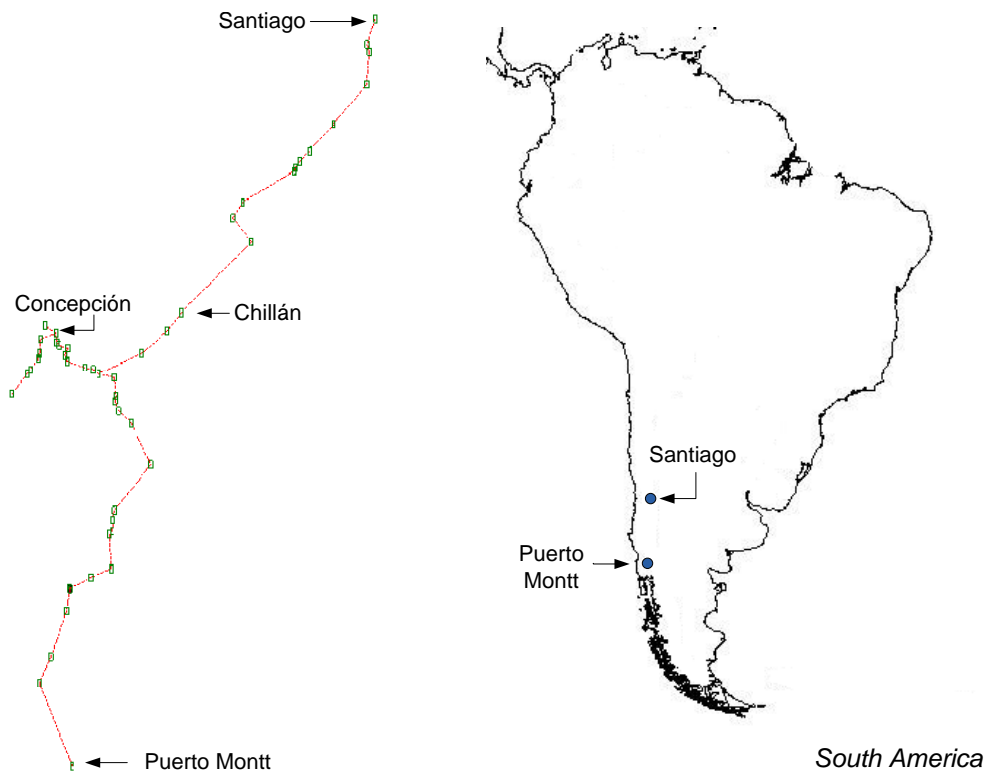 Santiago
Concepción
Chillán
Puerto Montt
Santiago
Puerto
Montt
South America